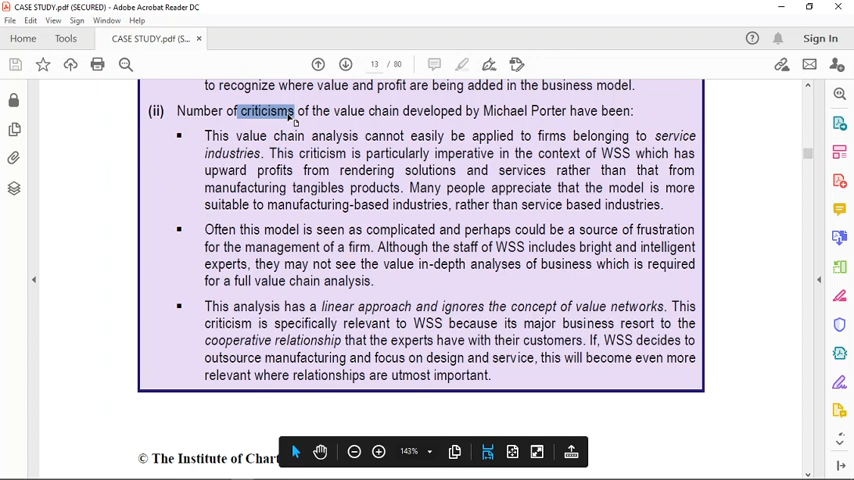 CASE STUDY.pdf (SECURED) - Adobe Acrobat Reader DC
File Edit View Sign Window Help
Home Tools CASE STUDY.pdf (S... × Sign In
13 / 80
to recognize where value and profit are being added in the business model.
(ii) Number of criticisms of the value chain developed by Michael Porter have been:
▪ This value chain analysis cannot easily be applied to firms belonging to service
industries. This criticism is particularly imperative in the context of WSS which has
upward profits from rendering solutions and services rather than that from
manufacturing tangibles products. Many people appreciate that the model is more
suitable to manufacturing-based industries, rather than service based industries.
▪ Often this model is seen as complicated and perhaps could be a source of frustration
for the management of a firm. Although the staff of WSS includes bright and intelligent
experts, they may not see the value in-depth analyses of business which is required
for a full value chain analysis.
▪ This analysis has a linear approach and ignores the concept of value networks. This
criticism is specifically relevant to WSS because its major business resort to the
cooperative relationship that the experts have with their customers. If, WSS decides to
outsource manufacturing and focus on design and service, this will become even more
relevant where relationships are utmost important.
143%
© The Institute of Chart